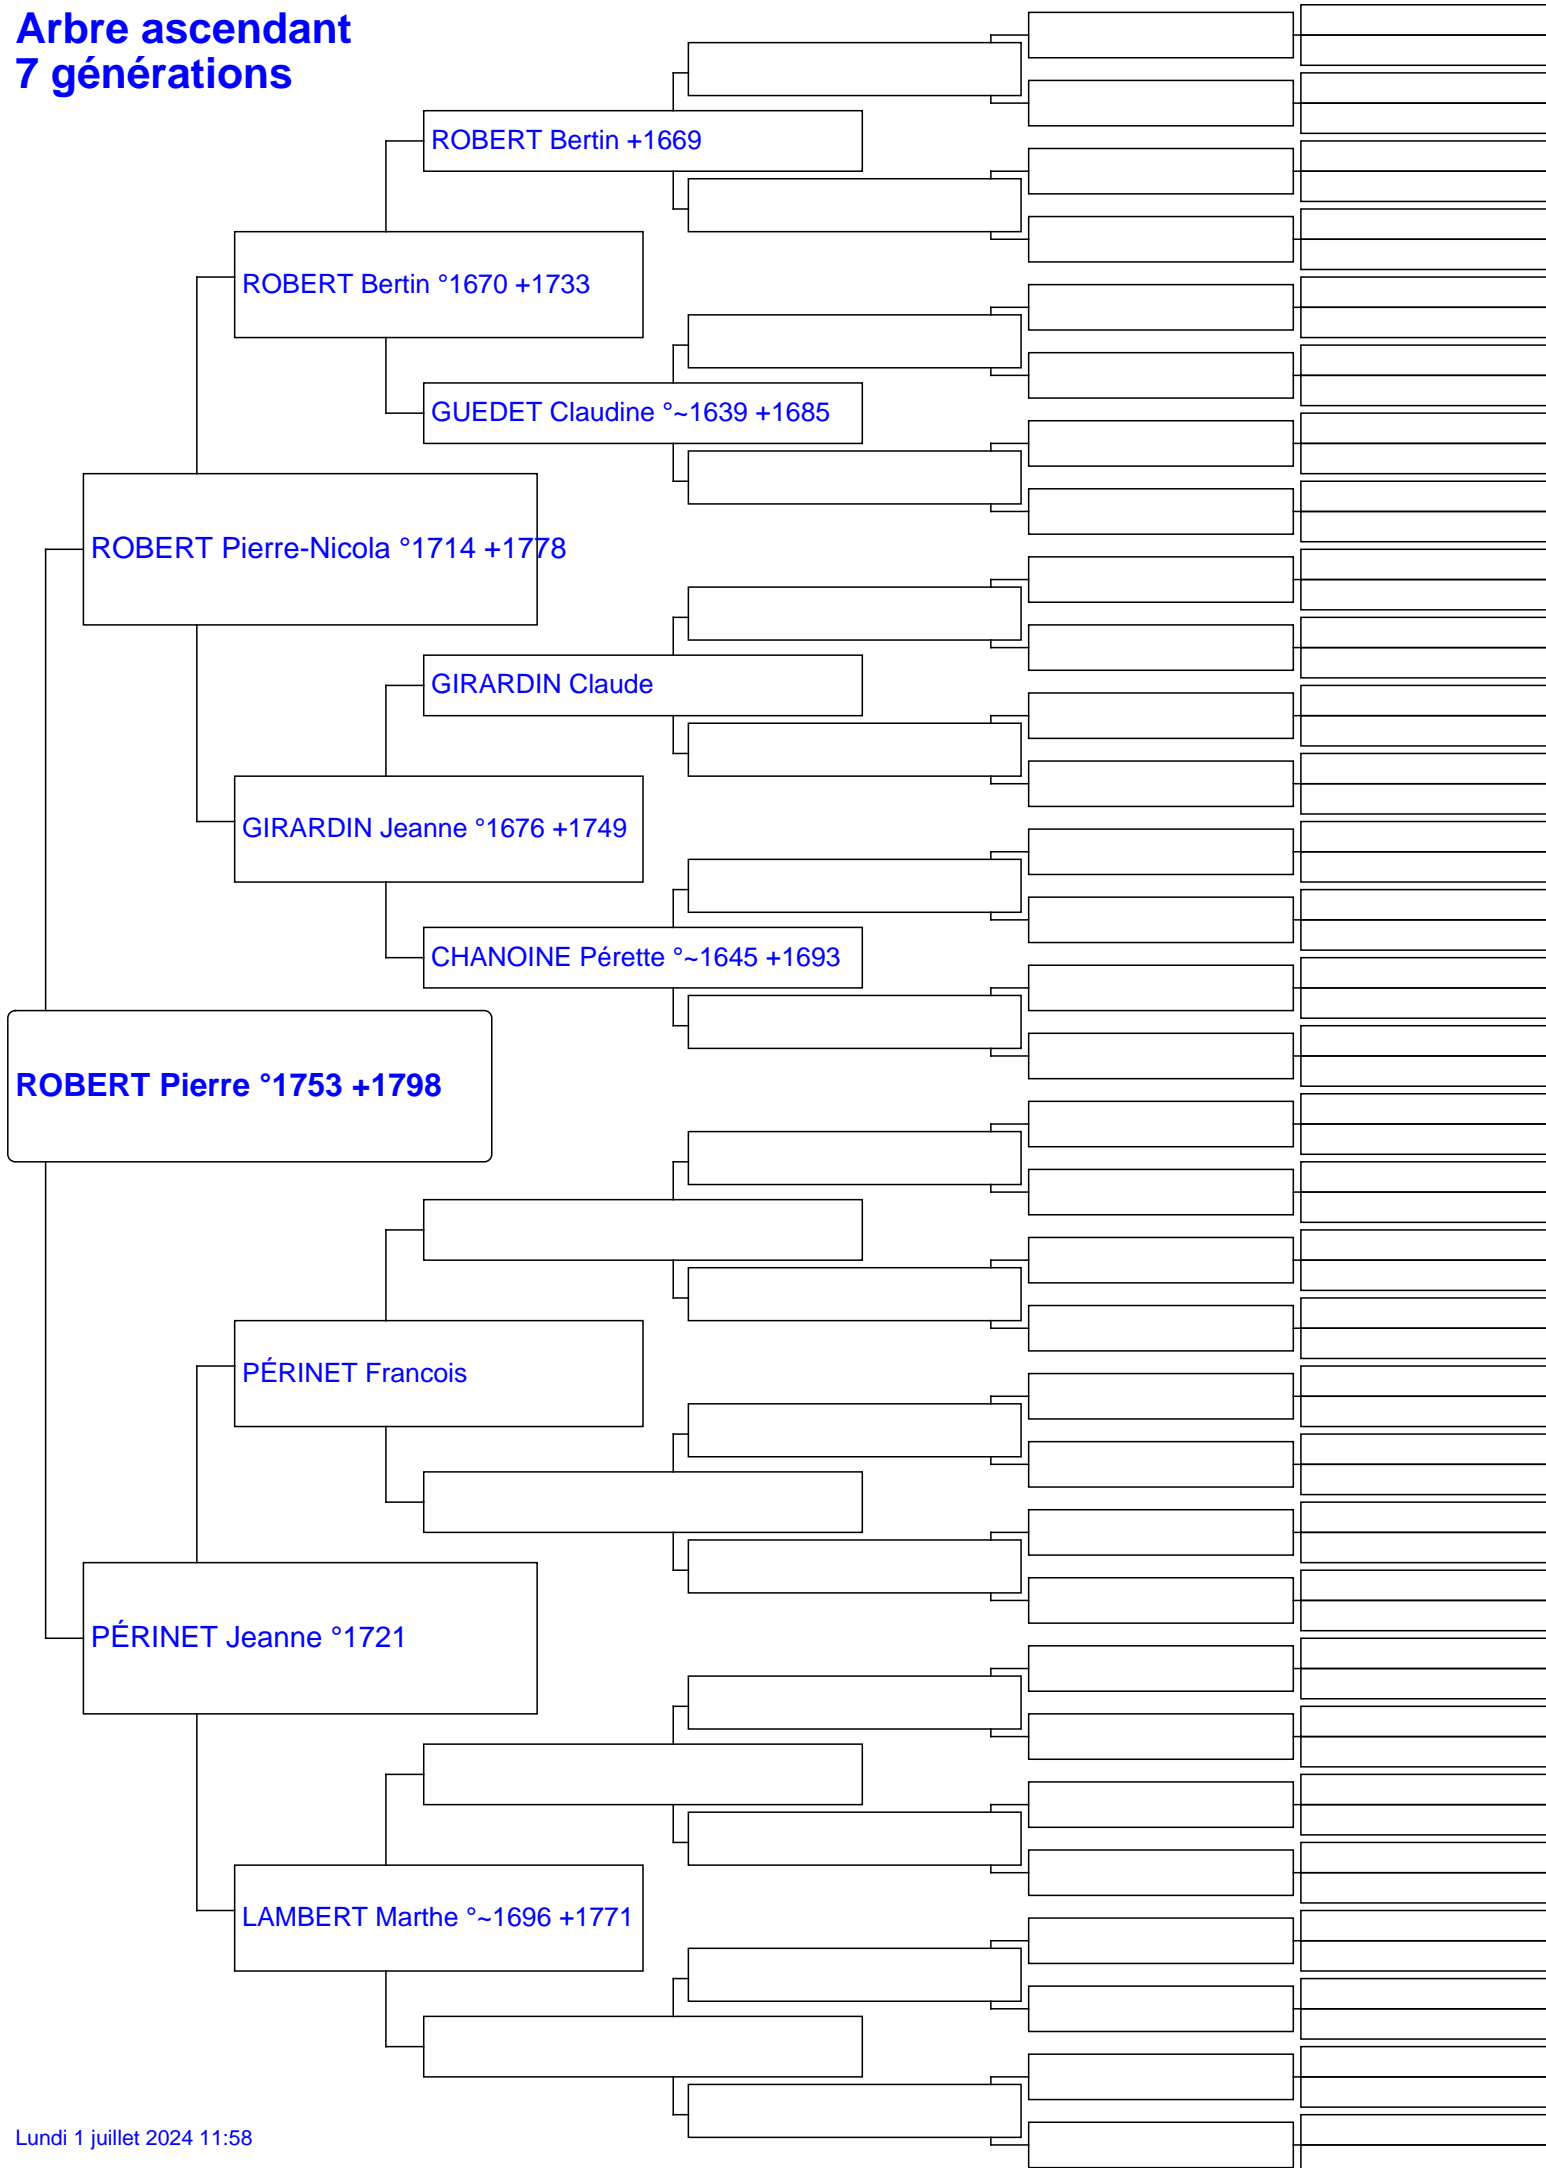 Arbre ascendant
7 générations
ROBERT Bertin +1669
ROBERT Bertin °1670 +1733
GUEDET Claudine °~1639 +1685
ROBERT Pierre-Nicola °1714 +1778
GIRARDIN Claude
GIRARDIN Jeanne °1676 +1749
CHANOINE Pérette °~1645 +1693
ROBERT Pierre °1753 +1798
PÉRINET Francois
PÉRINET Jeanne °1721
LAMBERT Marthe °~1696 +1771
Lundi 1 juillet 2024 11:58